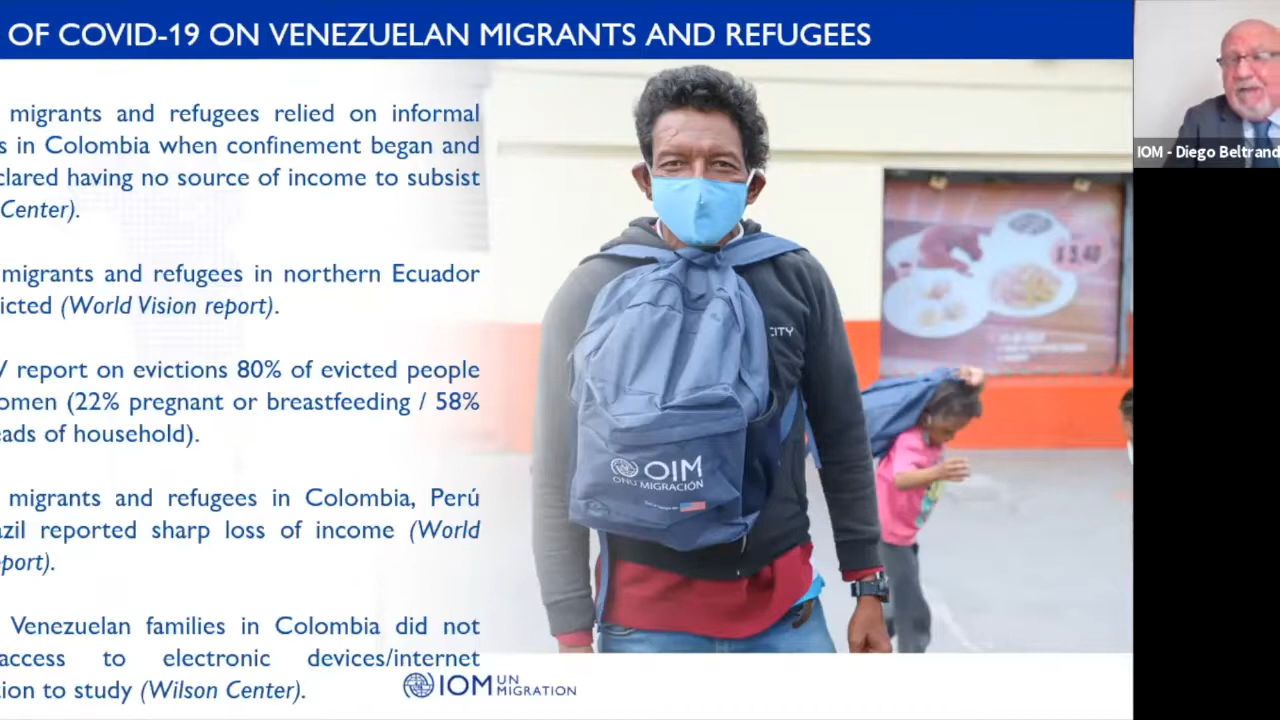 OF COVID-19 ON VENEZUELAN MIGRANTS AND REFUGEES
migrants and refugees relied on informal
s in Colombia when confinement began and
clared having no source of income to subsist
Center).
migrants and refugees in northern Ecuador
icted (World Vision report).
V report on evictions 80% of evicted people
omen (22% pregnant or breastfeeding / 58%
eads of household).
migrants and refugees in Colombia, Perú
azil reported sharp loss of income (World
port).
Venezuelan families in Colombia did not
access to electronic devices/internet
tion to study (Wilson Center).
IOM UN
MIGRATION
CITY
OIM
ONU MIGRACIÓN
$ 3,40
IOM - Diego Beltrand